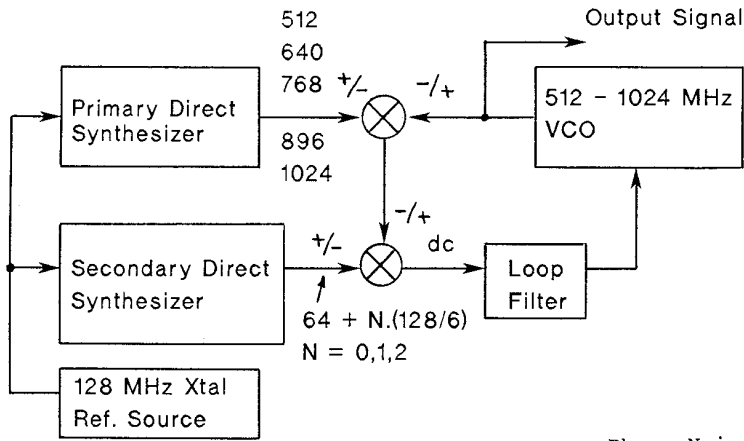 Output Signal
512
640
768
896
1024
+/-
-/+
Primary Direct
Synthesizer
512 - 1024 MHz
VCO
-/+
+/-
dc
Secondary Direct
Synthesizer
Loop
Filter
64 + N.(128/6)
N = 0,1,2
128 MHz Xtal
Ref. Source